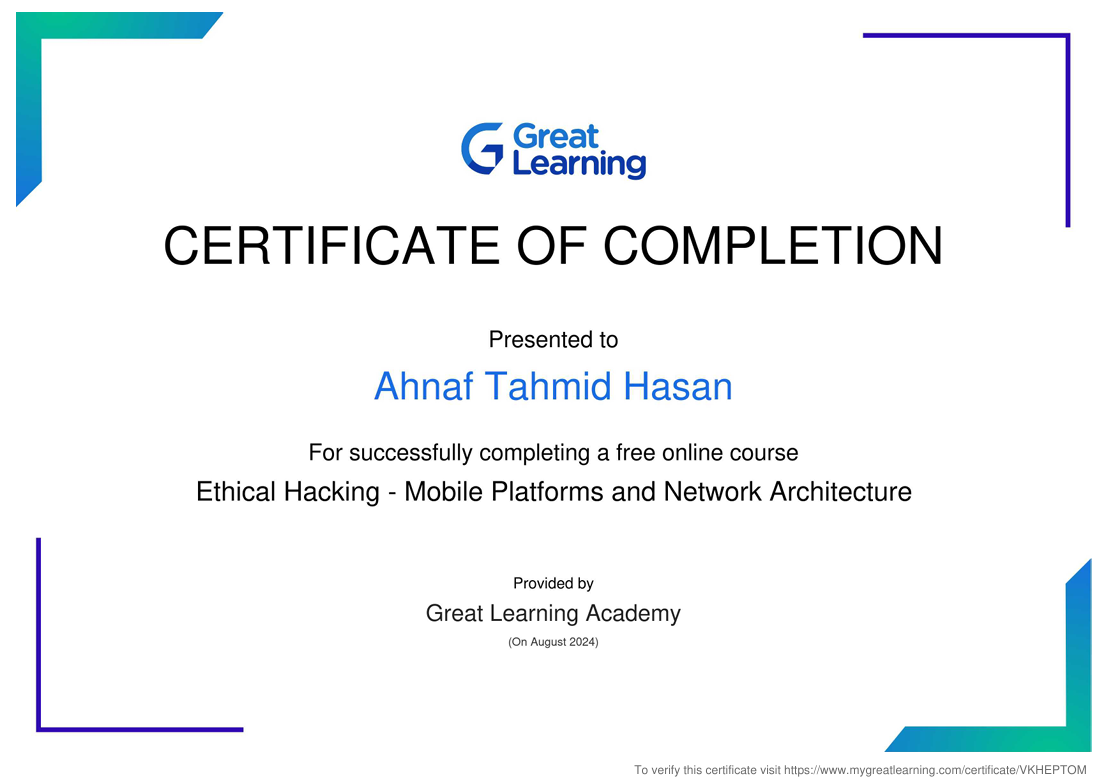 Great
Learning
CERTIFICATE OF COMPLETION
Presented to
Ahnaf Tahmid Hasan
For successfully completing a free online course
Ethical Hacking - Mobile Platforms and Network Architecture
Provided by
Great Learning Academy
(On August 2024)
To verify this certificate visit https://www.mygreatlearning.com/certificate/VKHEPTOM